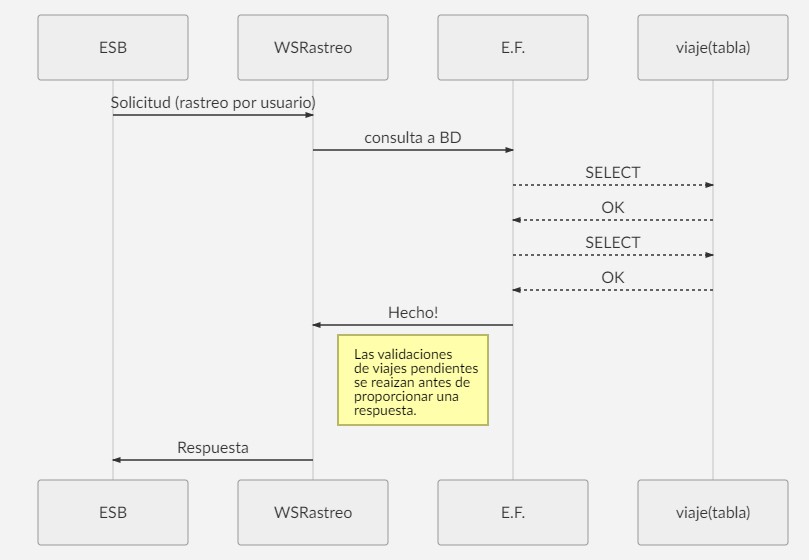 ESB
WSRastreo
E.F.
viaje(tabla)
Solicitud (rastreo por usuario)
consulta a BD
SELECT
OK
SELECT
OK
Hecho!
Las validaciones
de viajes pendientes
se reaizan antes de
proporcionar una
respuesta.
Respuesta
ESB
WSRastreo
E.F.
viaje(tabla)